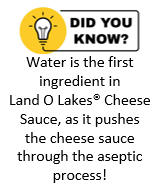 DID YOU
KNOW?
Water is the first
ingredient in
Land O Lakes® Cheese
Sauce, as it pushes
the cheese sauce
through the aseptic
process!